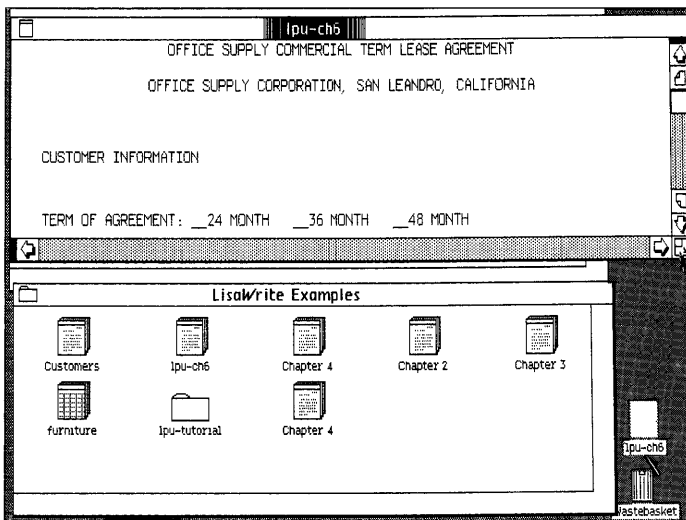 lpu-ch6
OFFICE SUPPLY COMMERCIAL TERM LEASE AGREEMENT
OFFICE SUPPLY CORPORATION, SAN LEANDRO, CALIFORNIA
CUSTOMER INFORMATION
TERM OF AGREEMENT: __24 MONTH __36 MONTH __48 MONTH
LisaWrite Examples
Customers lpu-ch6 Chapter 4 Chapter 2 Chapter 3
furniture lpu-tutorial Chapter 4
lpu-ch6
Wastebasket